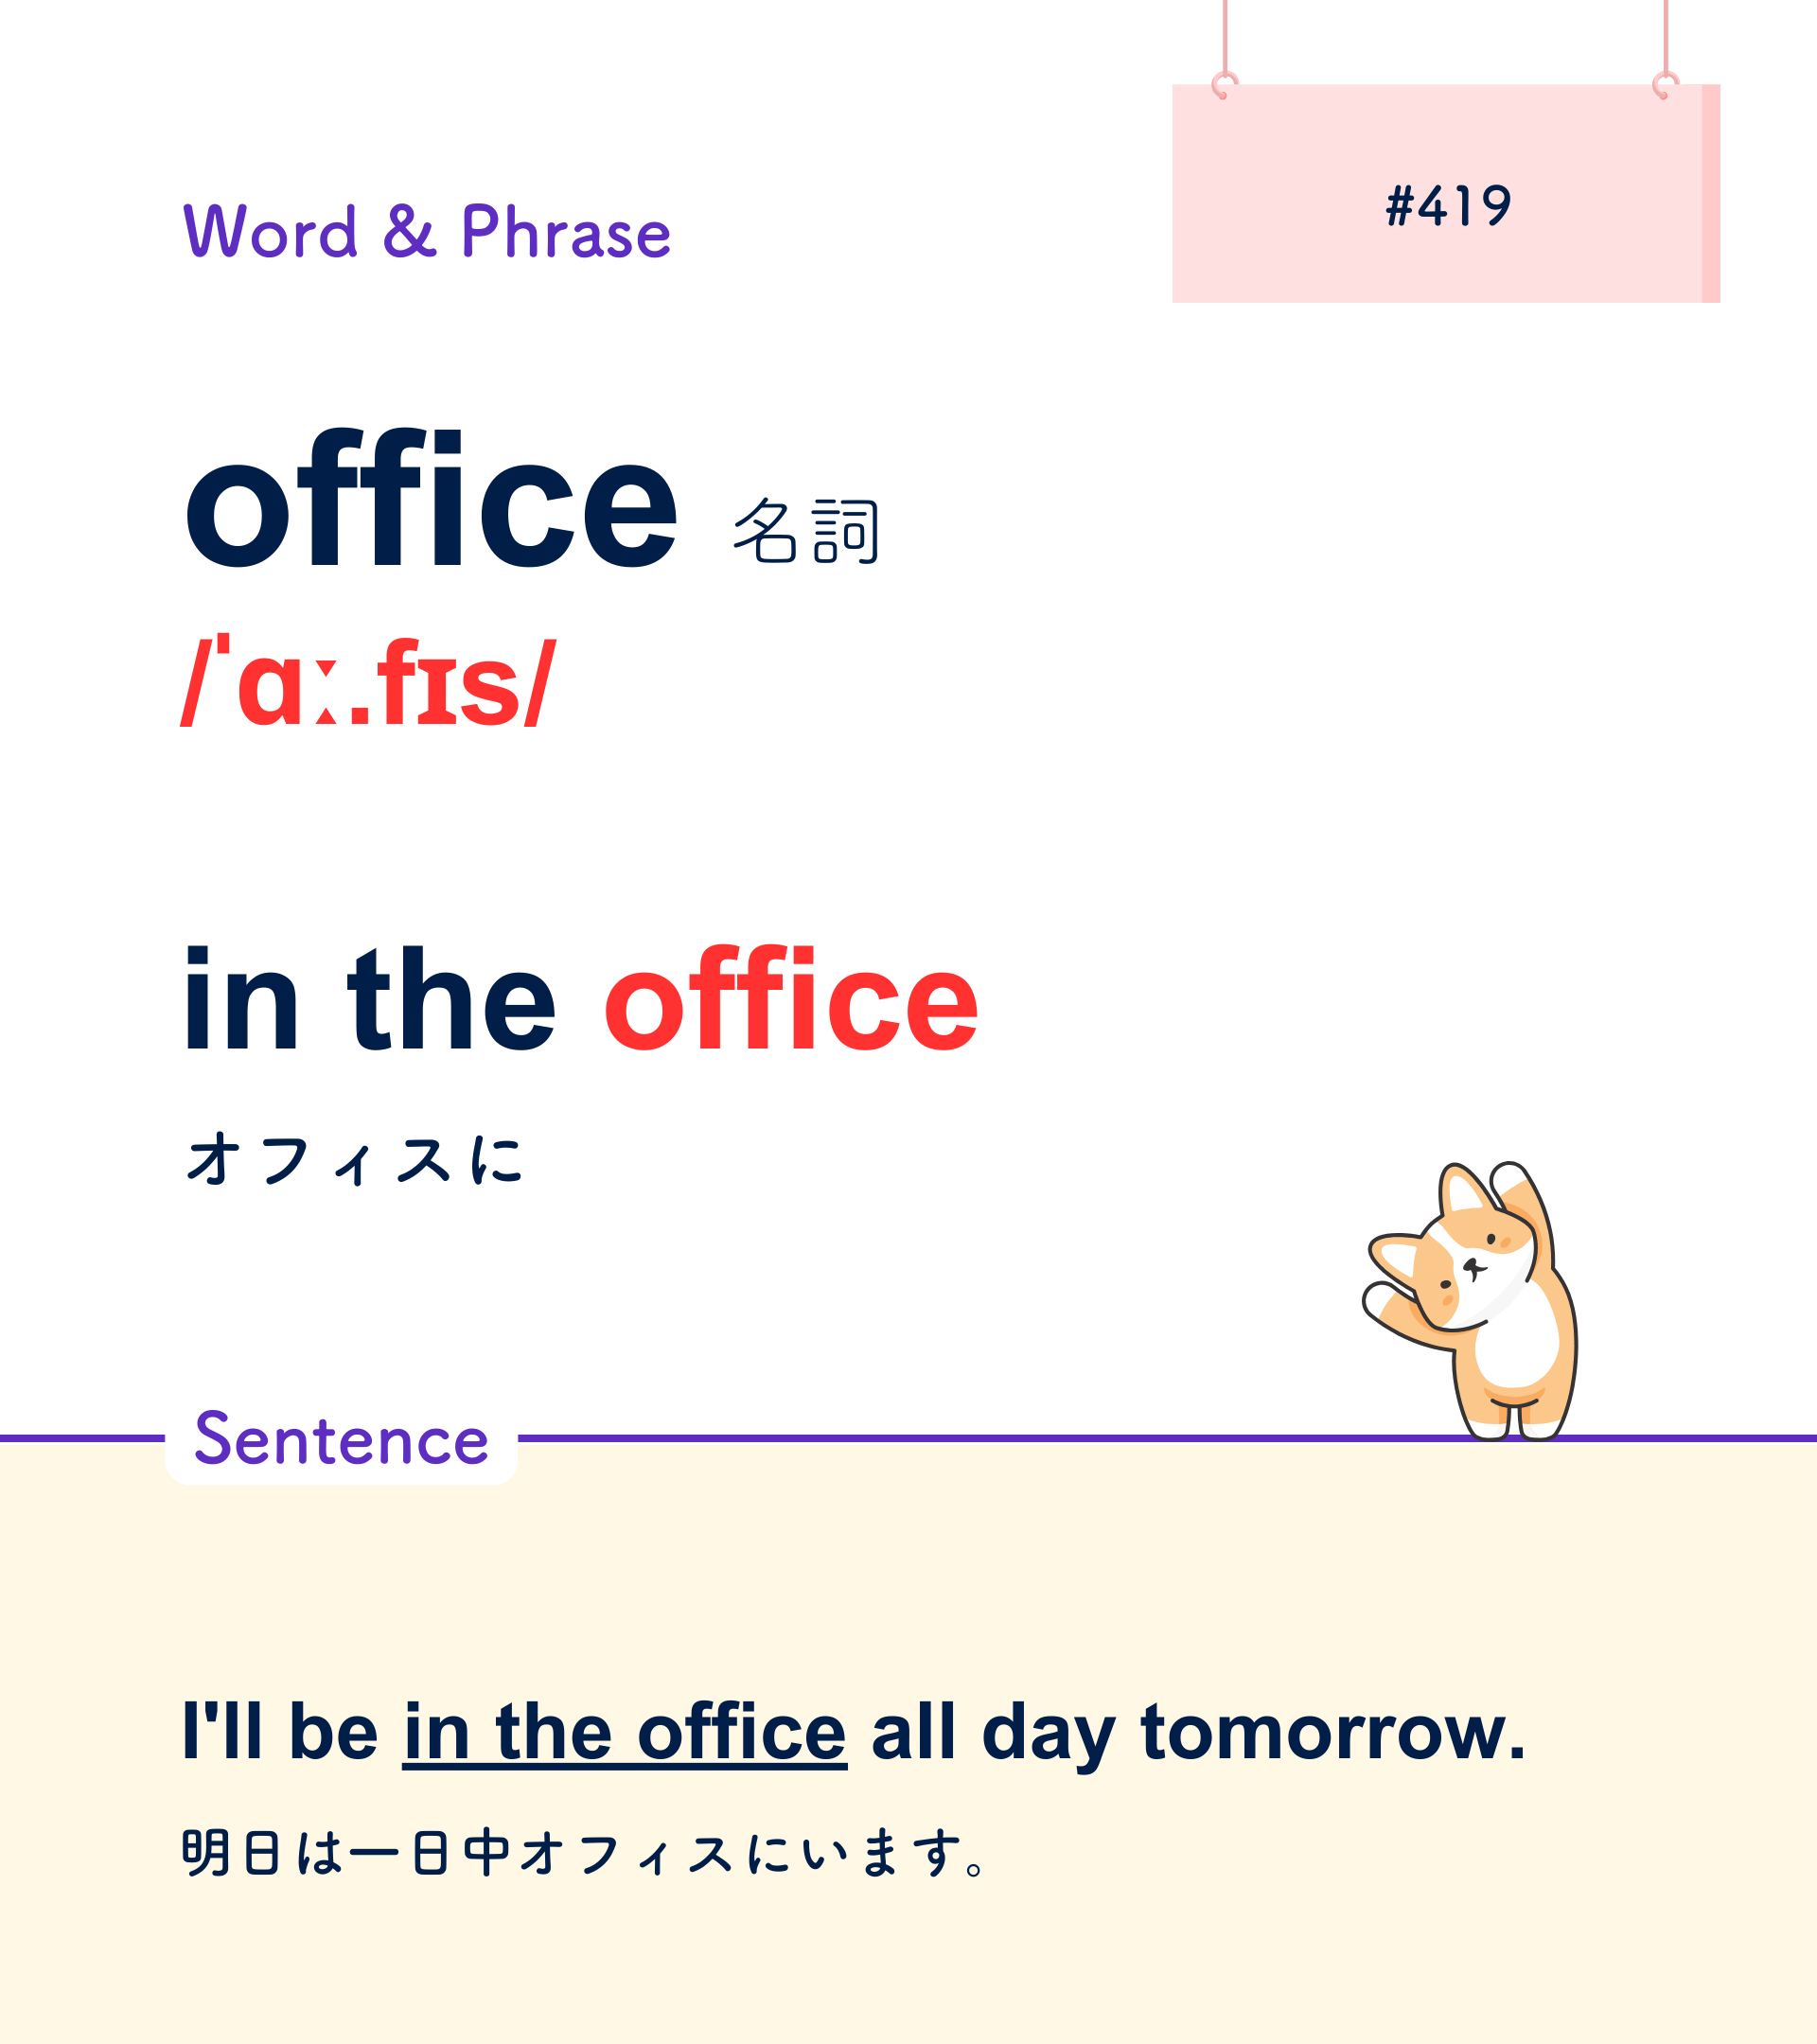 #419
Word & Phrase
office 名詞
/ˈɑː.fɪs/
in the office
オフィスに
Sentence
I'll be in the office all day tomorrow.
明日は一日中オフィスにいます。